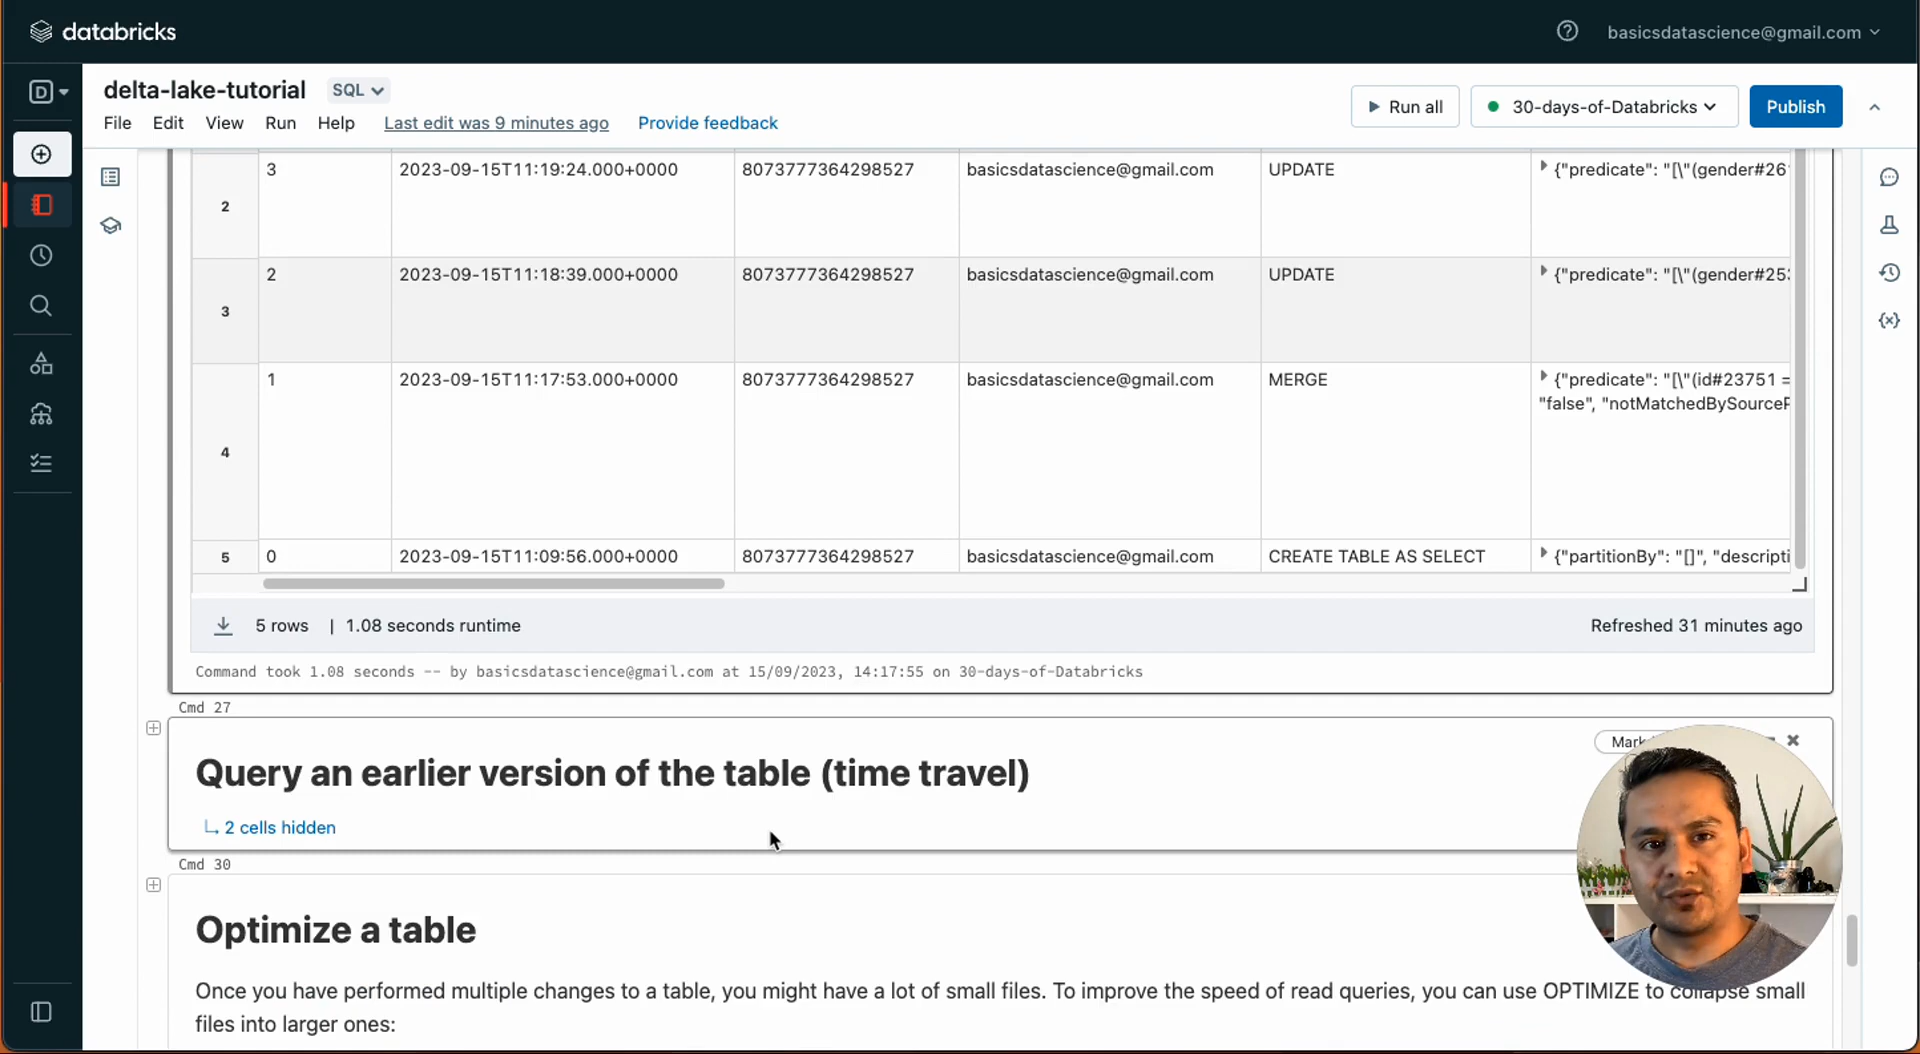 databricks
basicsdatascience@gmail.com
D
delta-lake-tutorial
SQL
File Edit View Run Help Last edit was 9 minutes ago Provide feedback
Run all
30-days-of-Databricks
Publish
2 3 2023-09-15T11:19:24.000+0000 8073777364298527 basicsdatascience@gmail.com UPDATE {"predicate": "[\"(gender#26
3 2 2023-09-15T11:18:39.000+0000 8073777364298527 basicsdatascience@gmail.com UPDATE {"predicate": "[\"(gender#25
4 1 2023-09-15T11:17:53.000+0000 8073777364298527 basicsdatascience@gmail.com MERGE {"predicate": "[\"(id#23751 =
"false", "notMatchedBySource
5 0 2023-09-15T11:09:56.000+0000 8073777364298527 basicsdatascience@gmail.com CREATE TABLE AS SELECT {"partitionBy": "[]", "descripti
5 rows | 1.08 seconds runtime
Refreshed 31 minutes ago
Command took 1.08 seconds -- by basicsdatascience@gmail.com at 15/09/2023, 14:17:55 on 30-days-of-Databricks
Cmd 27
Mark
Query an earlier version of the table (time travel)
2 cells hidden
Cmd 30
Optimize a table
Once you have performed multiple changes to a table, you might have a lot of small files. To improve the speed of read queries, you can use OPTIMIZE to collapse small
files into larger ones: